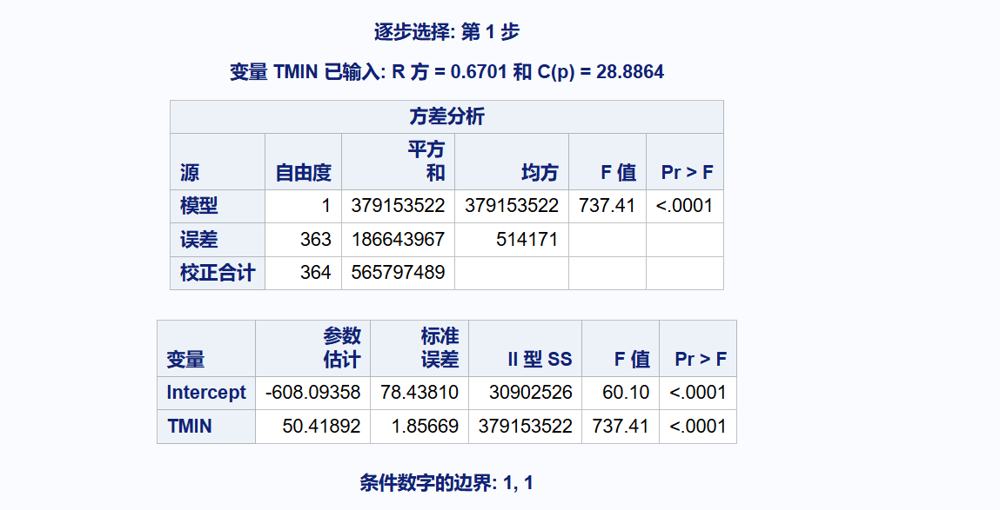 逐步选择: 第 1 步
变量 TMIN 已输入: R 方 = 0.6701 和 C(p) = 28.8864
方差分析
源 自由度 平方和 均方 F 值 Pr > F
模型 1 379153522 379153522 737.41 <.0001
误差 363 186643967 514171
校正合计 364 565797489
变量 参数估计 标准误差 II 型 SS F 值 Pr > F
Intercept -608.09358 78.43810 30902526 60.10 <.0001
TMIN 50.41892 1.85669 379153522 737.41 <.0001
条件数字的边界: 1, 1